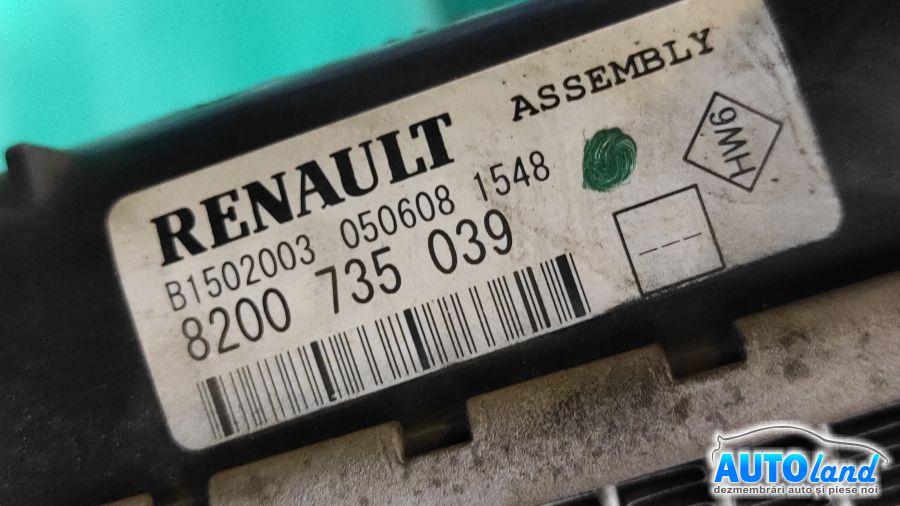 ASSEMBLY
RENAULT
HW6
B1502003 050608 1548
8200 735 039
AUTOland
dezmembrări auto și piese noi